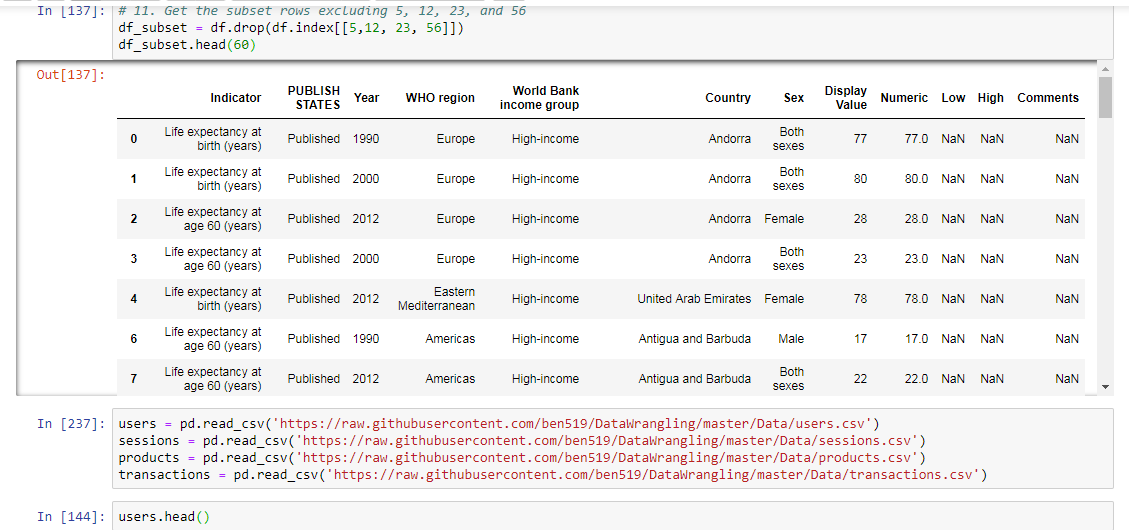 In [137]: # 11. Get the subset rows excluding 5, 12, 23, and 56
df_subset = df.drop(df.index[[5,12, 23, 56]])
df_subset.head(60)
Out[137]:
Indicator PUBLISH STATES Year WHO region World Bank income group Country Sex Display Value Numeric Low High Comments
0 Life expectancy at birth (years) Published 1990 Europe High-income Andorra Both sexes 77 77.0 NaN NaN NaN
1 Life expectancy at birth (years) Published 2000 Europe High-income Andorra Both sexes 80 80.0 NaN NaN NaN
2 Life expectancy at age 60 (years) Published 2012 Europe High-income Andorra Female 28 28.0 NaN NaN NaN
3 Life expectancy at age 60 (years) Published 2000 Europe High-income Andorra Both sexes 23 23.0 NaN NaN NaN
4 Life expectancy at birth (years) Published 2012 Eastern Mediterranean High-income United Arab Emirates Female 78 78.0 NaN NaN NaN
6 Life expectancy at age 60 (years) Published 1990 Americas High-income Antigua and Barbuda Male 17 17.0 NaN NaN NaN
7 Life expectancy at age 60 (years) Published 2012 Americas High-income Antigua and Barbuda Both sexes 22 22.0 NaN NaN NaN
In [237]: users = pd.read_csv('https://raw.githubusercontent.com/ben519/DataWrangling/master/Data/users.csv')
sessions = pd.read_csv('https://raw.githubusercontent.com/ben519/DataWrangling/master/Data/sessions.csv')
products = pd.read_csv('https://raw.githubusercontent.com/ben519/DataWrangling/master/Data/products.csv')
transactions = pd.read_csv('https://raw.githubusercontent.com/ben519/DataWrangling/master/Data/transactions.csv')
In [144]: users.head()